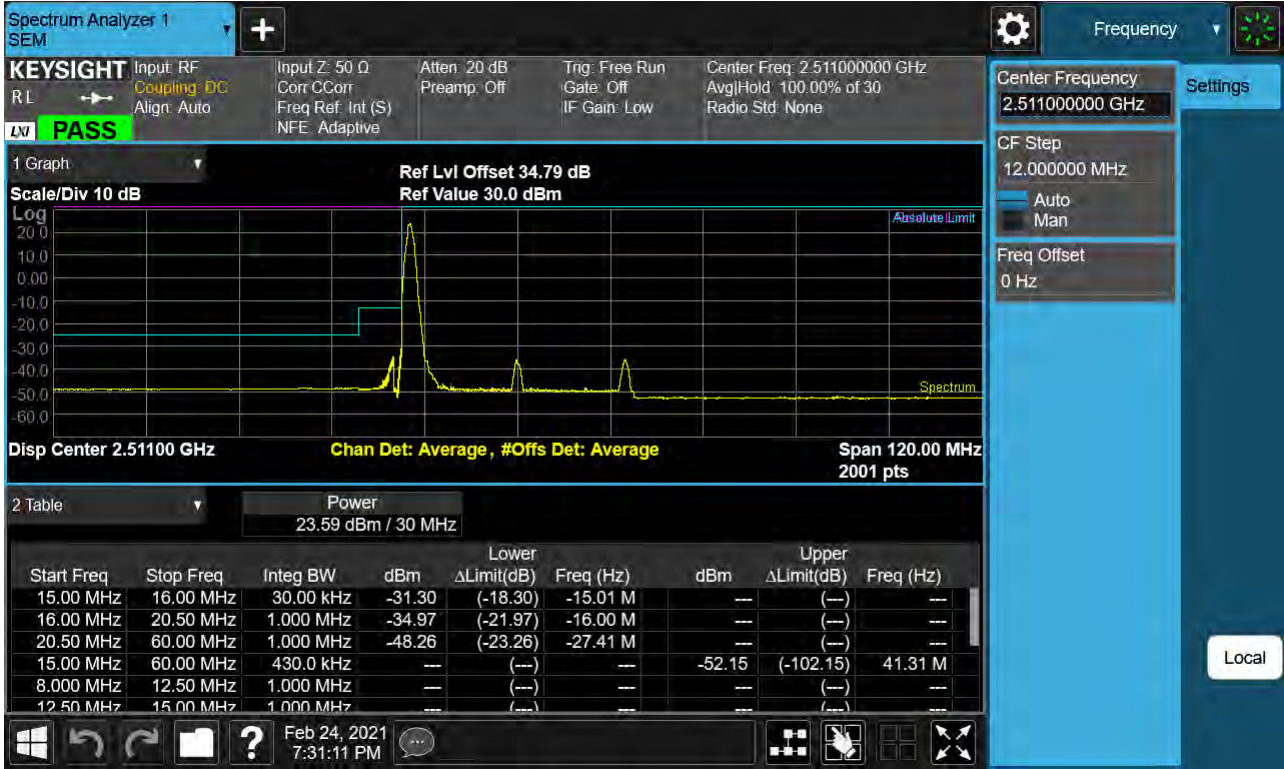 Spectrum Analyzer 1
SEM
Frequency
KEYSIGHT
RL
LXI
PASS
Input: RF
Coupling: DC
Align: Auto
Input Z: 50 Ω
Corr CCorr
Freq Ref: Int (S)
NFE: Adaptive
Atten: 20 dB
Preamp: Off
Trig: Free Run
Gate: Off
IF Gain: Low
Center Freq: 2.511000000 GHz
Avg|Hold: 100.00% of 30
Radio Std: None
Center Frequency
2.511000000 GHz
Settings
CF Step
12.000000 MHz
Auto
Man
Freq Offset
0 Hz
Local
1 Graph
Scale/Div 10 dB
Ref Lvl Offset 34.79 dB
Ref Value 30.0 dBm
Log
20.0
10.0
0.00
-10.0
-20.0
-30.0
-40.0
-50.0
-60.0
Absolute Limit
Spectrum
Disp Center 2.51100 GHz
Chan Det: Average, #Offs Det: Average
Span 120.00 MHz
2001 pts
2 Table
Power
23.59 dBm / 30 MHz
Lower Upper
Start Freq Stop Freq Integ BW dBm ΔLimit(dB) Freq (Hz) dBm ΔLimit(dB) Freq (Hz)
15.00 MHz 16.00 MHz 30.00 kHz -31.30 (-18.30) -15.01 M --- (---) ---
16.00 MHz 20.50 MHz 1.000 MHz -34.97 (-21.97) -16.00 M --- (---) ---
20.50 MHz 60.00 MHz 1.000 MHz -48.26 (-23.26) -27.41 M --- (---) ---
15.00 MHz 60.00 MHz 430.0 kHz --- (---) --- -52.15 (-102.15) 41.31 M
8.000 MHz 12.50 MHz 1.000 MHz --- (---) --- --- (---) ---
12.50 MHz 15.00 MHz 1.000 MHz --- (---) --- --- (---) ---
Feb 24, 2021
7:31:11 PM